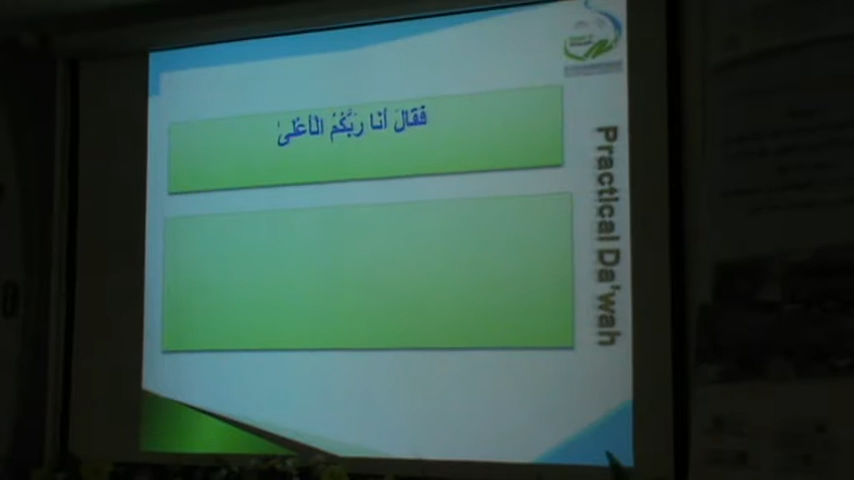 فَقَالَ أَنَا رَبُّكُمُ الْأَعْلَىٰ
Practical Da'wah